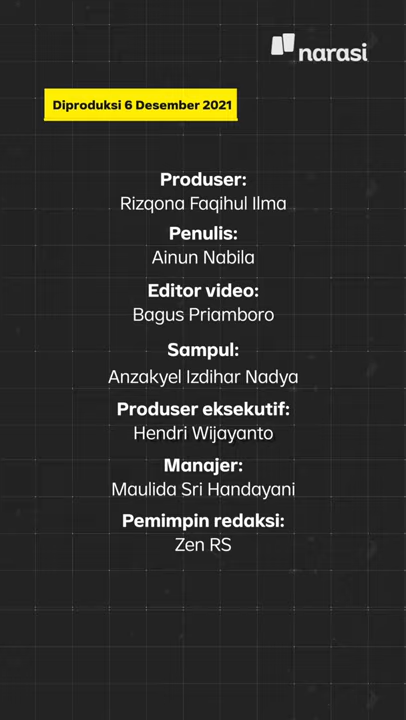 narasi
Diproduksi 6 Desember 2021
Produser:
Rizqona Faqihul Ilma
Penulis:
Ainun Nabila
Editor video:
Bagus Priamboro
Sampul:
Anzakyel Izdihar Nadya
Produser eksekutif:
Hendri Wijayanto
Manajer:
Maulida Sri Handayani
Pemimpin redaksi:
Zen RS